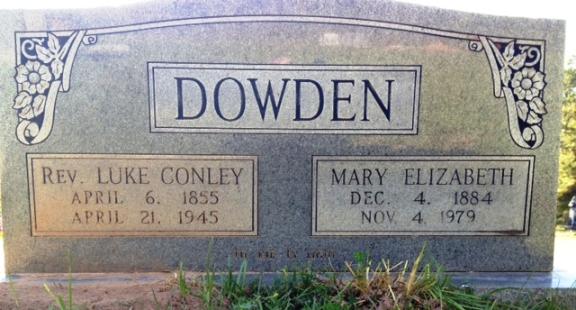 DOWDEN
REV. LUKE CONLEY
APRIL 6, 1855
APRIL 21, 1945
MARY ELIZABETH
DEC. 4, 1884
NOV. 4, 1979